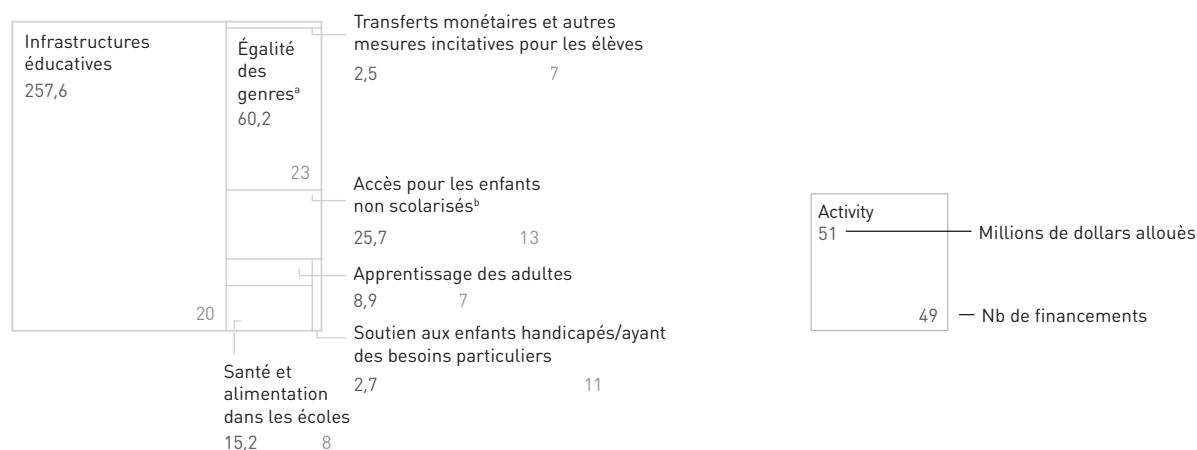 Infrastructures
éducatives
257,6
20
Égalité
des
genresᵃ
60,2
23
Transferts monétaires et autres
mesures incitatives pour les élèves
2,5 7
Accès pour les enfants
non scolarisésᵇ
25,7 13
Apprentissage des adultes
8,9 7
Soutien aux enfants handicapés/ayant
des besoins particuliers
2,7 11
Santé et
alimentation
dans les écoles
15,2 8
Activity
51 Millions de dollars allouès
49 Nb de financements